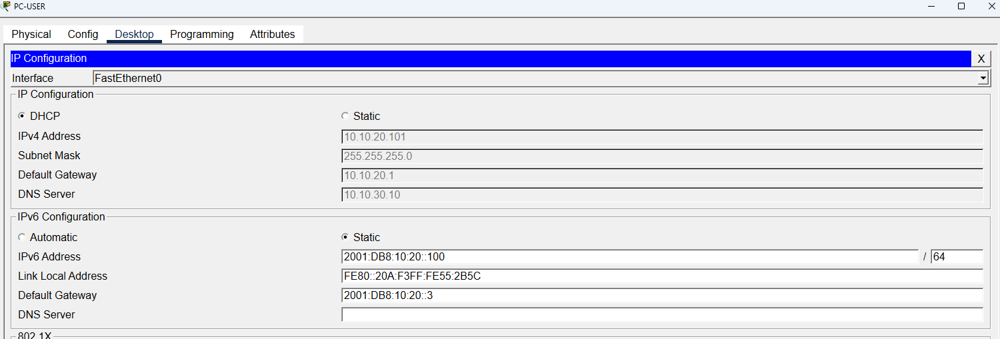 PC-USER
Physical Config Desktop Programming Attributes
IP Configuration X
Interface FastEthernet0
IP Configuration
DHCP Static
IPv4 Address 10.10.20.101
Subnet Mask 255.255.255.0
Default Gateway 10.10.20.1
DNS Server 10.10.30.10
IPv6 Configuration
Automatic Static
IPv6 Address 2001:DB8:10:20::100 / 64
Link Local Address FE80::20A:F3FF:FE55:2B5C
Default Gateway 2001:DB8:10:20::3
DNS Server
802.1X